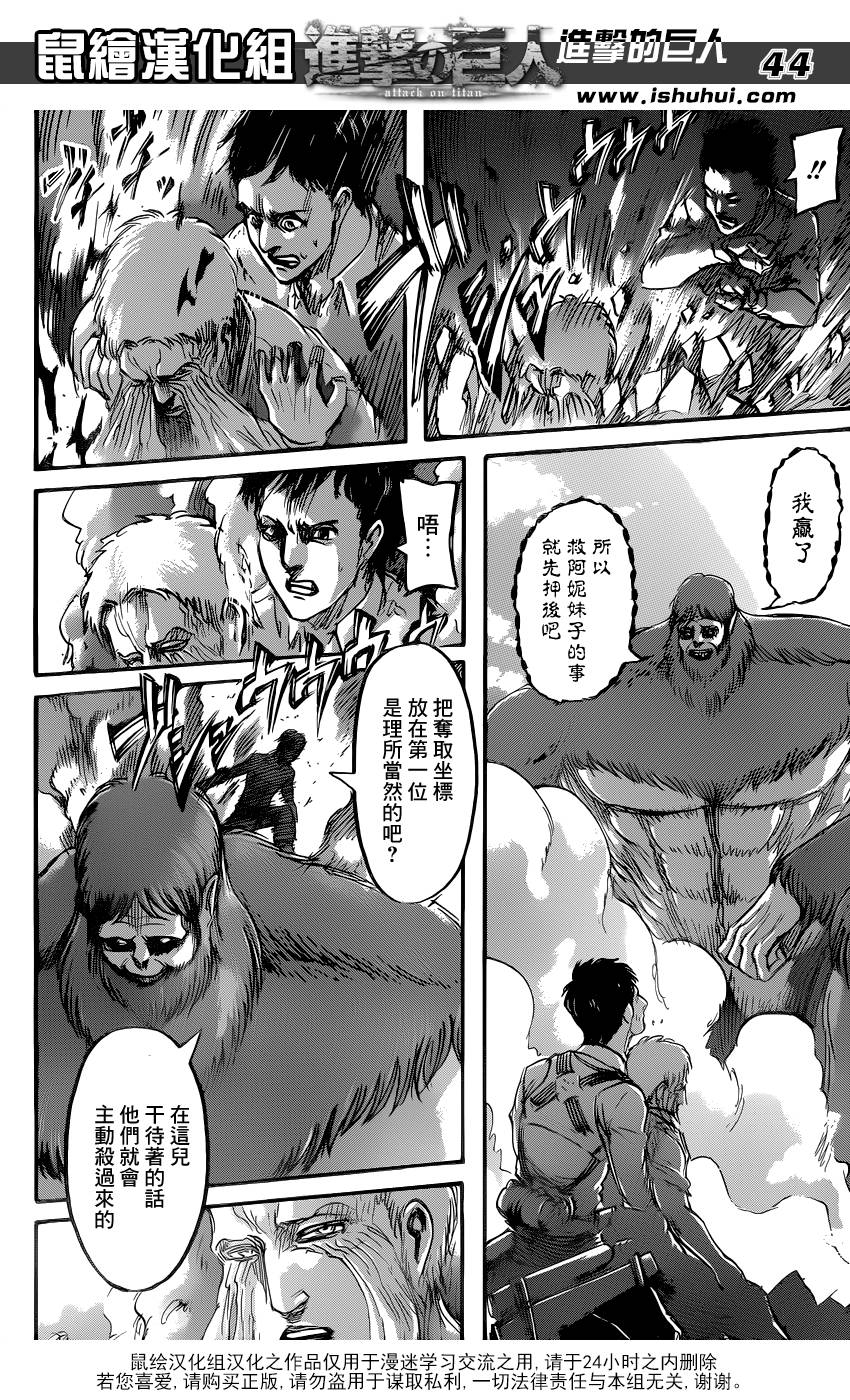 鼠繪漢化組
進撃の巨人
attack on titan
進撃的巨人
44
www.ishuhui.com
!!
我
贏
了
所以
救阿妮妹子的事
就先押後吧
唔…
把奪取坐標
放在第一位
是理所當然的吧？
在這兒
干待著的話
他們就會
主動殺過來的
鼠绘汉化组汉化之作品仅用于漫迷学习交流之用, 请于24小时之内删除
若您喜爱, 请购买正版, 请勿盗用于谋取私利, 一切法律责任与本组无关, 谢谢。